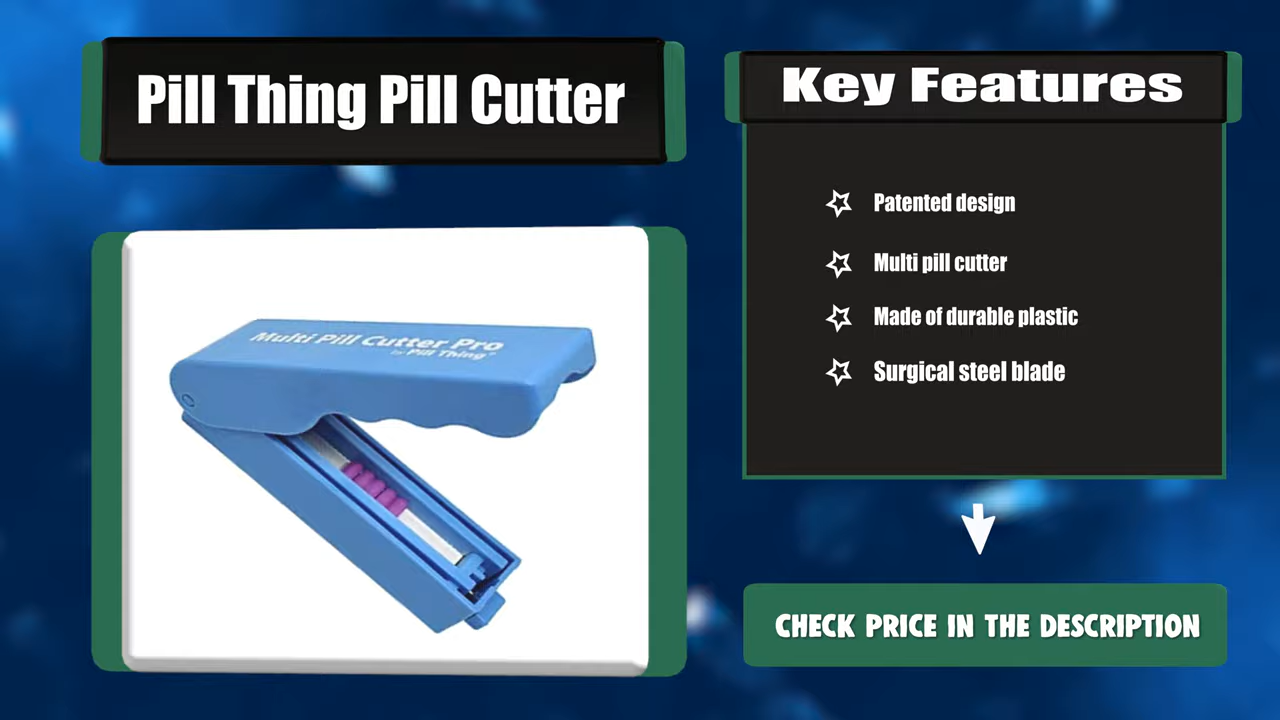 Pill Thing Pill Cutter
Multi Pill Cutter Pro
by Pill Thing®
Key Features
Patented design
Multi pill cutter
Made of durable plastic
Surgical steel blade
CHECK PRICE IN THE DESCRIPTION